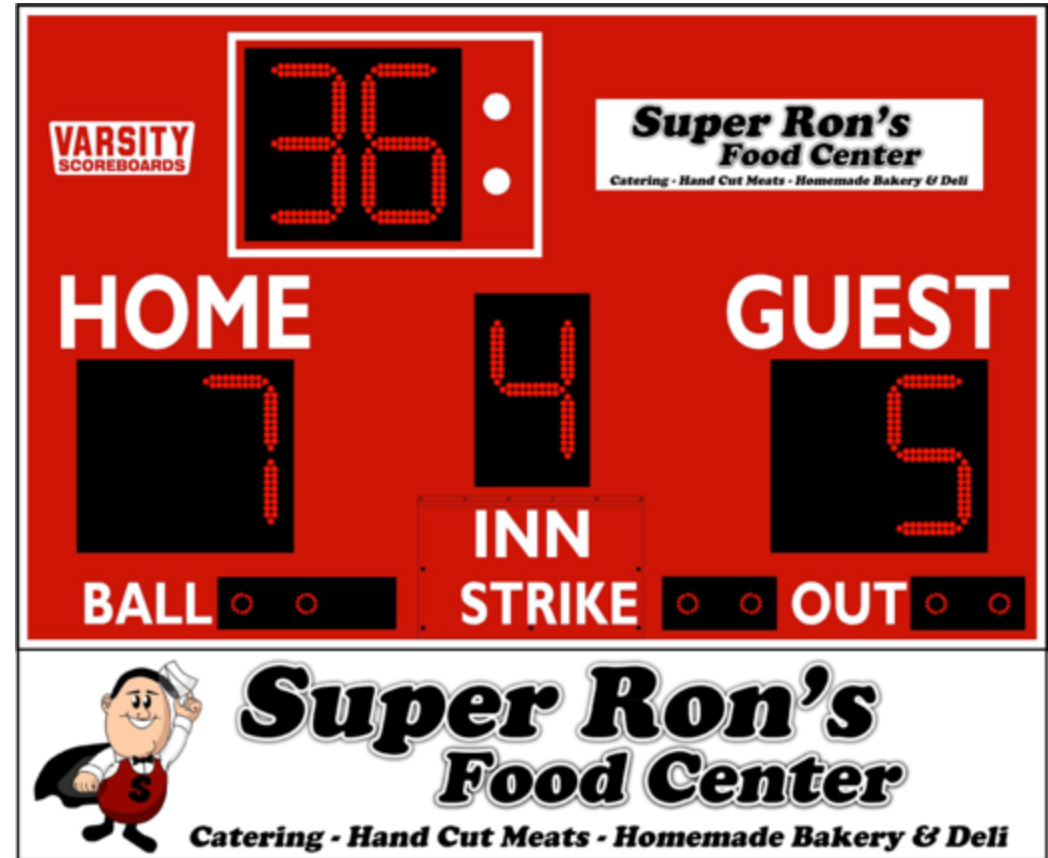 36:
VARSITY
SCOREBOARDS
Super Ron's
Food Center
Catering - Hand Cut Meats - Homemade Bakery & Deli
HOME
GUEST
7
4
5
INN
BALL
STRIKE
OUT
Super Ron's
Food Center
S
Catering - Hand Cut Meats - Homemade Bakery & Deli